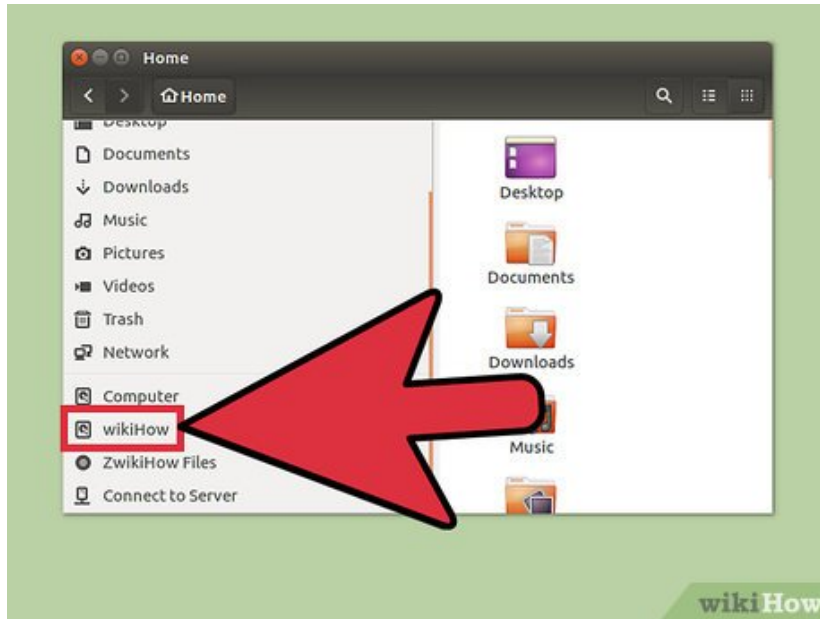 Home
Home
Desktop
Documents
Downloads
Music
Pictures
Videos
Trash
Network
Computer
wikiHow
ZwikiHow Files
Connect to Server
Desktop
Documents
Downloads
Music
wikiHow